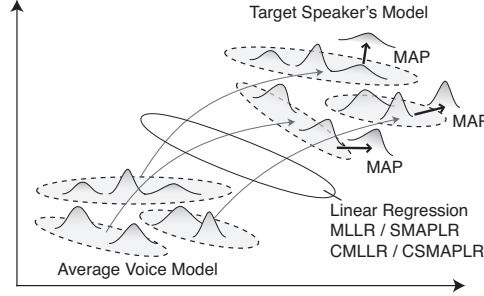 Target Speaker's Model
MAP
MAP
MAP
Linear Regression
MLLR / SMAPLR
CMLLR / CSMAPLR
Average Voice Model